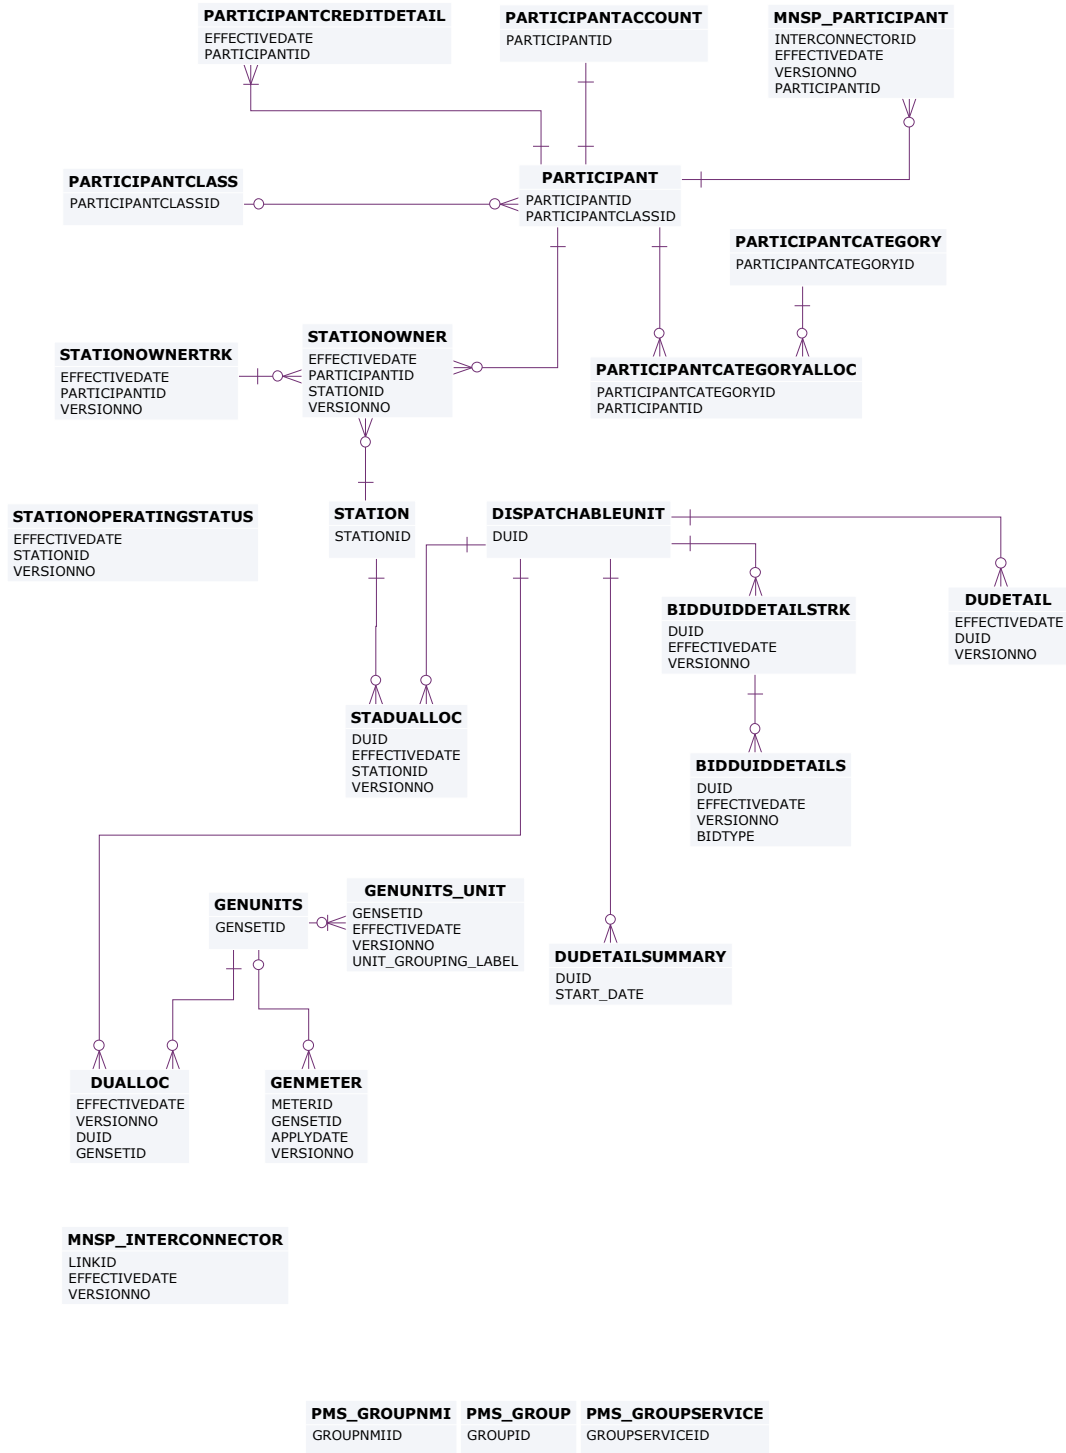 PARTICIPANTCREDITDETAIL
EFFECTIVEDATE
PARTICIPANTID
PARTICIPANTACCOUNT
PARTICIPANTID
MNSP_PARTICIPANT
INTERCONNECTORID
EFFECTIVEDATE
VERSIONNO
PARTICIPANTID
PARTICIPANTCLASS
PARTICIPANTCLASSID
PARTICIPANT
PARTICIPANTID
PARTICIPANTCLASSID
PARTICIPANTCATEGORY
PARTICIPANTCATEGORYID
STATIONOWNERTRK
EFFECTIVEDATE
PARTICIPANTID
VERSIONNO
STATIONOWNER
EFFECTIVEDATE
PARTICIPANTID
STATIONID
VERSIONNO
PARTICIPANTCATEGORYALLOC
PARTICIPANTCATEGORYID
PARTICIPANTID
STATIONOPERATINGSTATUS
EFFECTIVEDATE
STATIONID
VERSIONNO
STATION
STATIONID
DISPATCHABLEUNIT
DUID
BIDDUIDDETAILSTRK
DUID
EFFECTIVEDATE
VERSIONNO
DUDETAIL
EFFECTIVEDATE
DUID
VERSIONNO
STADUALLOC
DUID
EFFECTIVEDATE
STATIONID
VERSIONNO
BIDDUIDDETAILS
DUID
EFFECTIVEDATE
VERSIONNO
BIDTYPE
GENUNITS
GENSETID
GENUNITS_UNIT
GENSETID
EFFECTIVEDATE
VERSIONNO
UNIT_GROUPING_LABEL
DUDETAILSUMMARY
DUID
START_DATE
DUALLOC
EFFECTIVEDATE
VERSIONNO
DUID
GENSETID
GENMETER
METERID
GENSETID
APPLYDATE
VERSIONNO
MNSP_INTERCONNECTOR
LINKID
EFFECTIVEDATE
VERSIONNO
PMS_GROUPNMI
GROUPNMIID
PMS_GROUP
GROUPID
PMS_GROUPSERVICE
GROUPSERVICEID